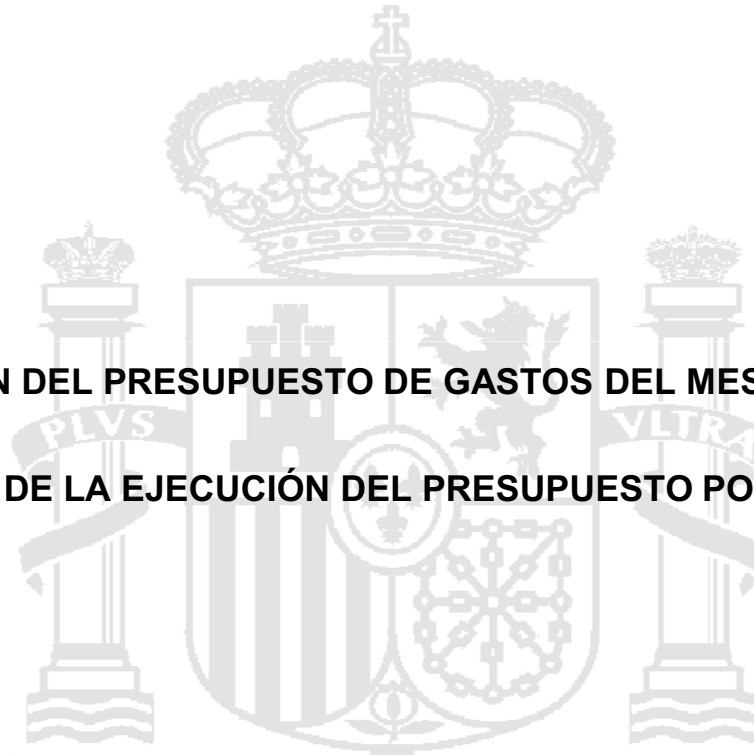 N DEL PRESUPUESTO DE GASTOS DEL MES
PLVS VLTRA
DE LA EJECUCIÓN DEL PRESUPUESTO PO